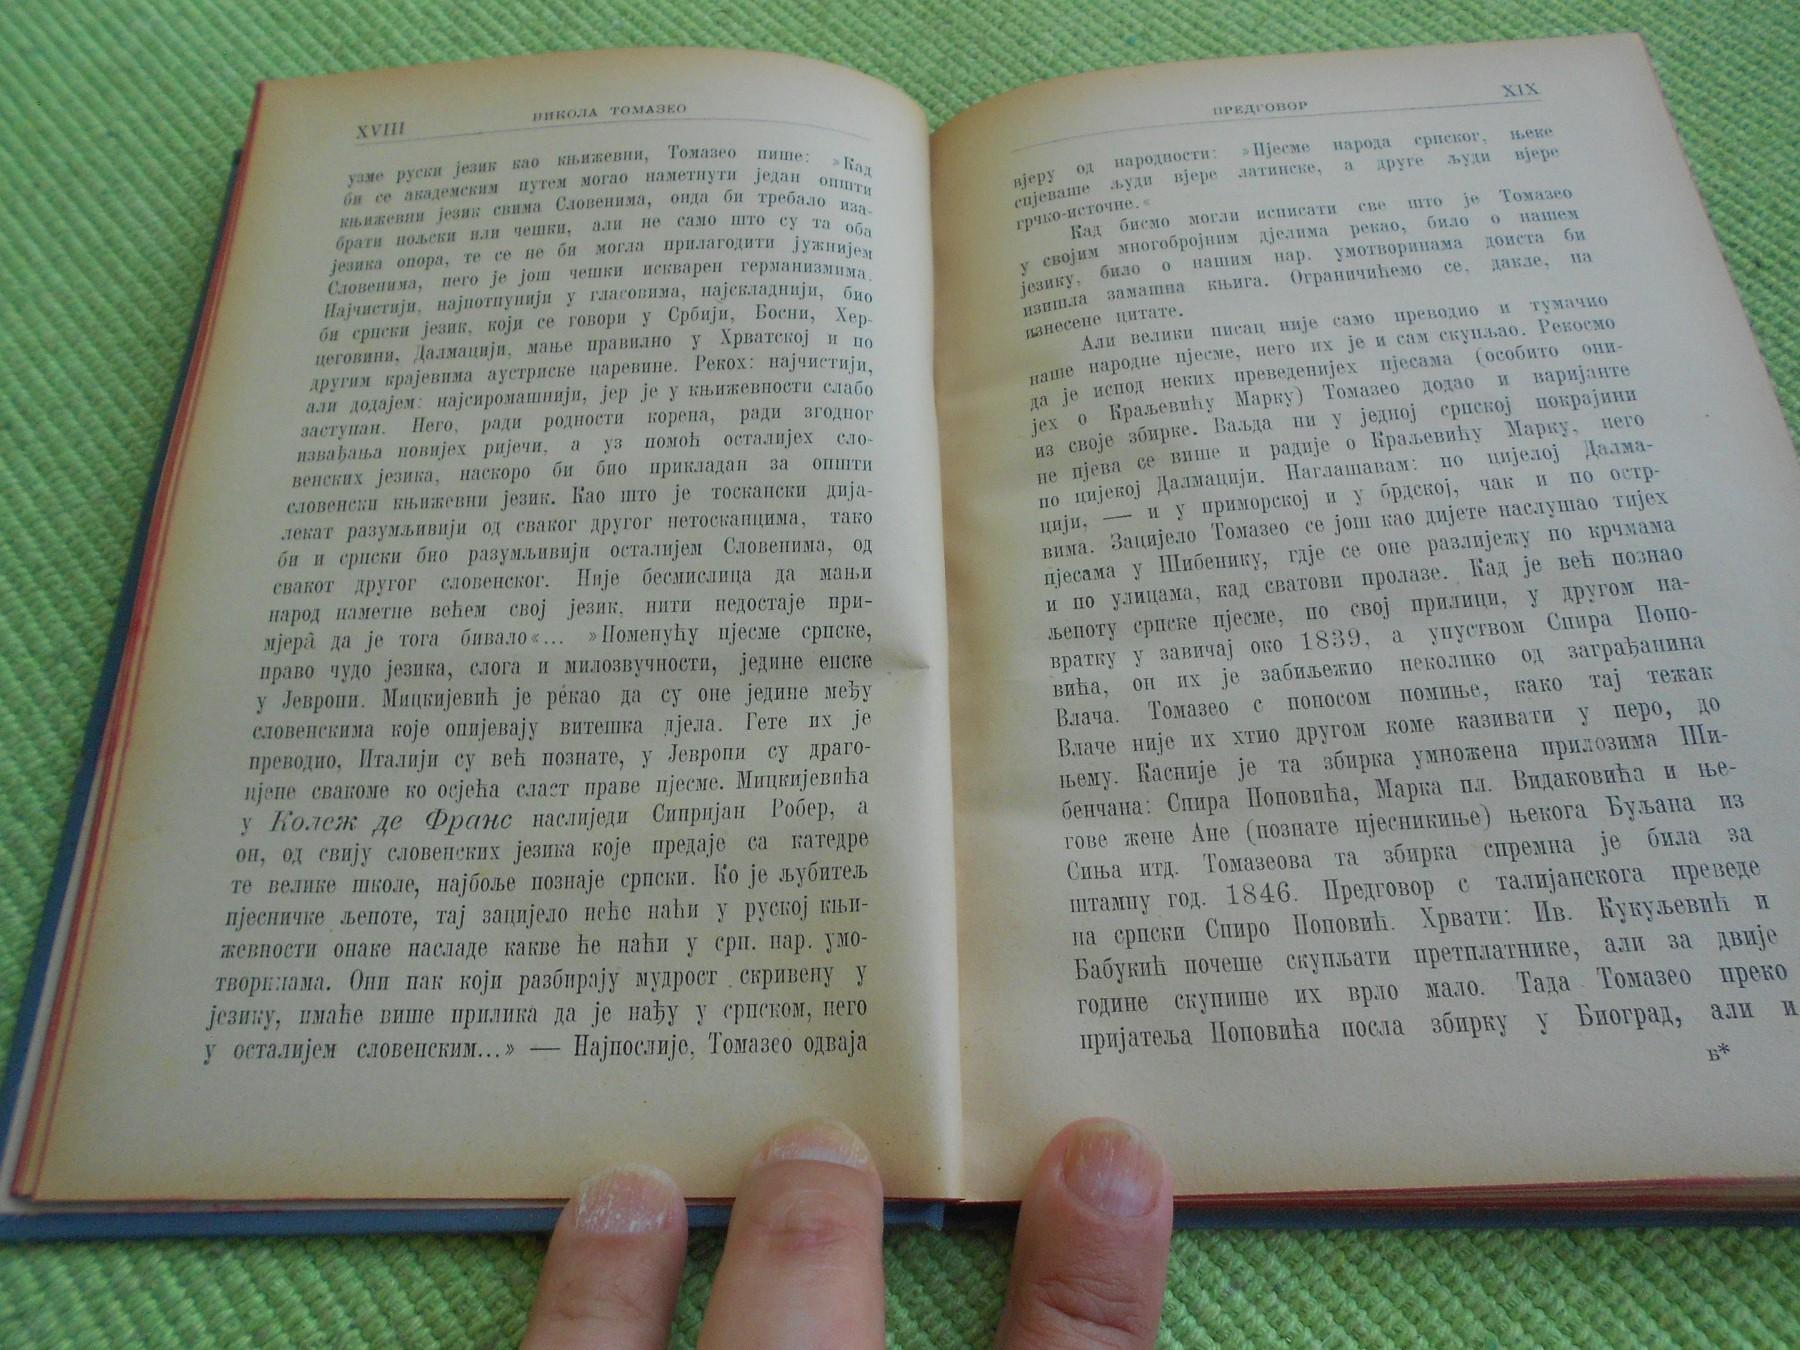 XVIII
НИКОЛА ТОМАЗЕО
узме руски језик као књижевни, Томазео пише: »Кад
би се академским путем могао наметнути један општи
књижевни језик свима Словенима, онда би требало иза-
брати пољски или чешки, али не само што су та оба
језика опора, те се не би могла прилагодити јужнијем
Словенима, него је још чешки искварен германизмима.
Најчистији, најпотпунији у гласовима, најскладнији, био
би српски језик, који се говори у Србији, Босни, Хер-
цеговини, Далмацији, мање правилно у Хрватској и по
другим крајевима аустриске царевине. Рекох: најчистији,
али додајем: најсиромашнији, јер је у књижевности слабо
заступан. Него, ради родности корена, ради згодног
извађања новијех ријечи, а уз помоћ осталијех сло-
венских језика, наскоро би био прикладан за општи
словенски књижевни језик. Као што је тоскански дија-
лекат разумљивији од сваког другог нетосканцима, тако
би и српски био разумљивији осталијем Словенима, од
свакот другог словенског. Није бесмислица да мањи
народ наметне већем свој језик, нити недостаје при-
мјера да је тога бивало«... »Поменућу пјесме српске,
право чудо језика, слога и милозвучности, једине епске
у Јевропи. Мицкијевић је рекао да су оне једине међу
словенскима које опијевају витешка дјела. Гете их је
преводио, Италији су већ познате, у Јевропи су драго-
цјене свакоме ко осјећа сласт праве пјесме. Мицкијевића
у Колеж де Франс наслиједи Сипријан Робер, а
он, од свију словенских језика које предаје са катедре
те велике школе, најбоље познаје српски. Ко је љубитељ
пјесничке љепоте, тај зацијело неће наћи у руској књи-
жевности онаке насладе какве ће наћи у срп. нар. умо-
творинама. Они пак који разбирају мудрост скривену у
језику, имаће више прилика да је нађу у српском, него
у осталијем словенским...» — Најпослије, Томазео одваја
ПРЕДГОВОР
XIX
вјеру од народности: »Пјесме народа српског, њеке
спјеваше људи вјере латинске, а друге људи вјере
грчко-источне.«
Кад бисмо могли исписати све што је Томазео
у својим многобројним дјелима рекао, било о нашем
језику, било о нашим нар. умотворинама доиста би
изишла замашна књига. Ограничићемо се, дакле, на
изнесене цитате.
Али велики писац није само преводио и тумачио
наше народне пјесме, него их је и сам скупљао. Рекосмо
да је испод неких преведенијех пјесама (особито они-
јех о Краљевићу Марку) Томазео додао и варијанте
из своје збирке. Ваљда ни у једној српској покрајини
не пјева се више и радије о Краљевићу Марку, него
по цијекој Далмацији. Наглашавам: по цијелој Далма-
цији, — и у приморској и у брдској, чак и по остр-
вима. Зацијело Томазео се још као дијете наслушао тијех
пјесама у Шибенику, гдје се оне разлијежу по крчмама
и по улицама, кад сватови пролазе. Кад је већ познао
љепоту српске пјесме, по свој прилици, у другом па-
вратку у завичај око 1839, а упуством Спира Попо-
вића, он их је забиљежио неколико од заграђанина
Влача. Томазео с поносом помиње, како тај тежак
Влаче није их хтио другом коме казивати у перо, до
њему. Касније је та збирка умножена прилозима Ши-
бенчана: Спира Поповића, Марка пл. Видаковића и ње-
гове жене Ане (познате пјесникиње) њекога Буљана из
Сиња итд. Томазеова та збирка спремна је била за
штампу год. 1846. Предговор с талијанскога преведе
на српски Спиро Поповић. Хрвати: Ив. Кукуљевић и
Бабукић почеше скупљати претплатнике, али за двије
године скупише их врло мало. Тада Томазео преко
пријатеља Поповића посла збирку у Биоград, али и
Б*